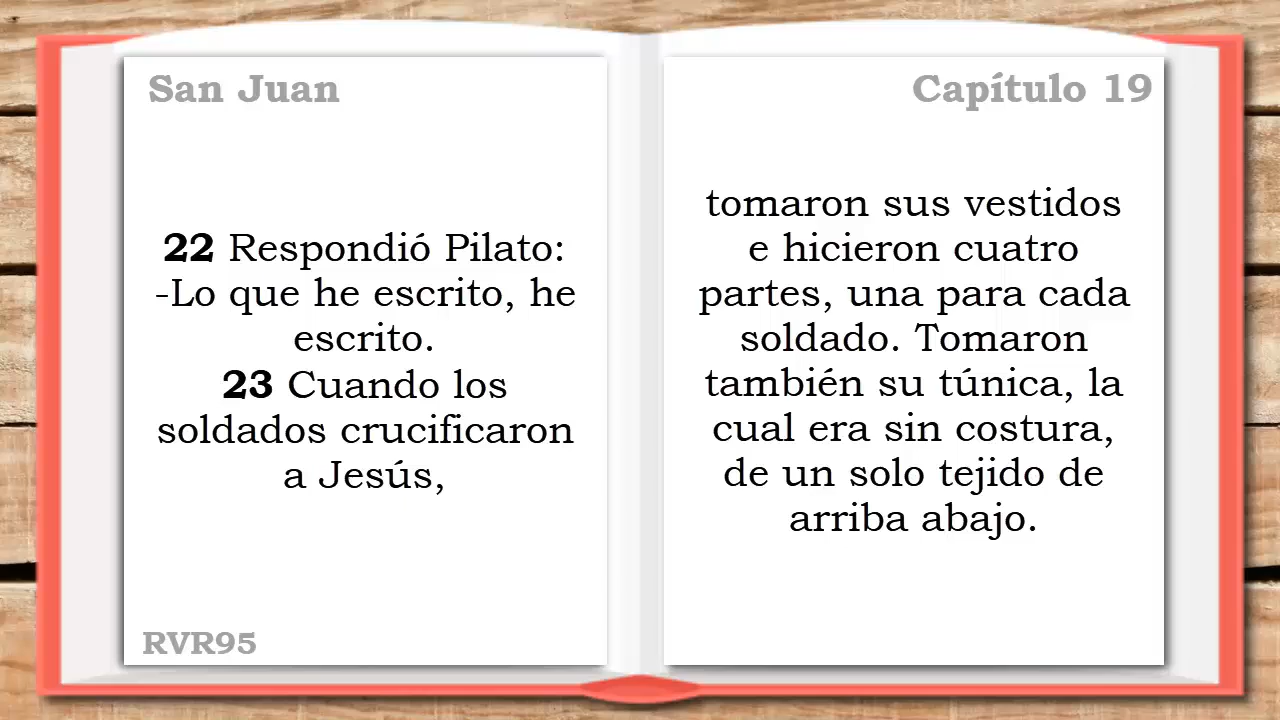 San Juan
22 Respondió Pilato:
-Lo que he escrito, he
escrito.
23 Cuando los
soldados crucificaron
a Jesús,
RVR95
Capítulo 19
tomaron sus vestidos
e hicieron cuatro
partes, una para cada
soldado. Tomaron
también su túnica, la
cual era sin costura,
de un solo tejido de
arriba abajo.